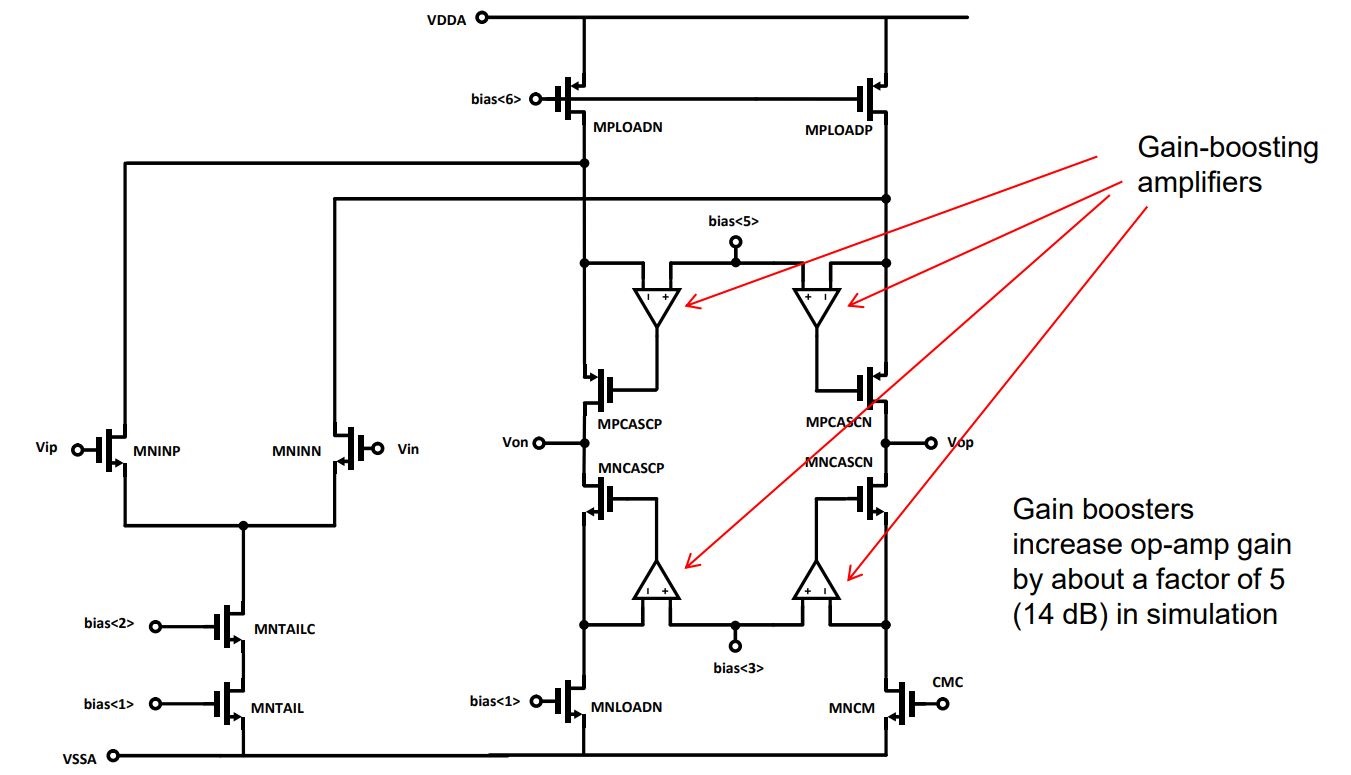 VDDA
bias<6>
MPLOADN
MPLOADP
Gain-boosting
amplifiers
bias<5>
- +
+ -
MPCASCP
MPCASCN
Vip
MNINP
MNINN
Vin
Von
Vop
MNCASCP
MNCASCN
Gain boosters
increase op-amp gain
by about a factor of 5
(14 dB) in simulation
- +
+ -
bias<2>
MNTAILC
bias<3>
bias<1>
MNTAIL
bias<1>
MNLOADN
MNCM
CMC
VSSA